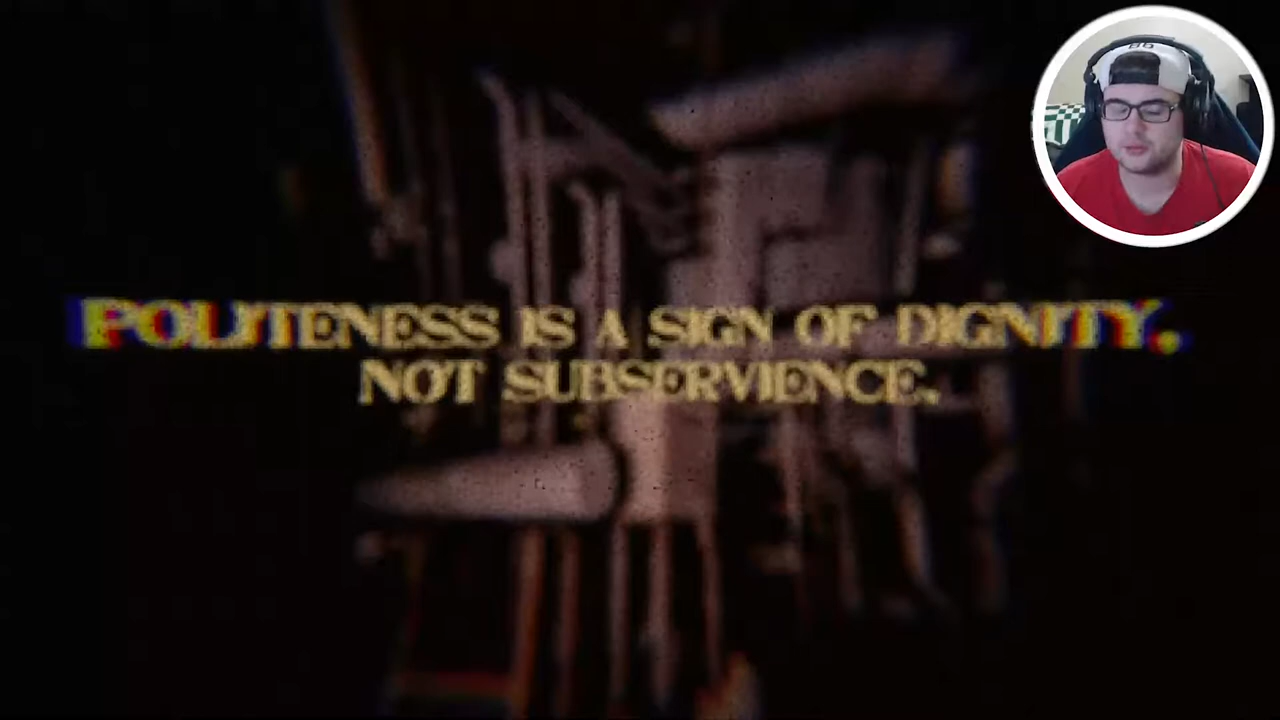 POLITENESS IS A SIGN OF DIGNITY,
NOT SUBSERVIENCE.